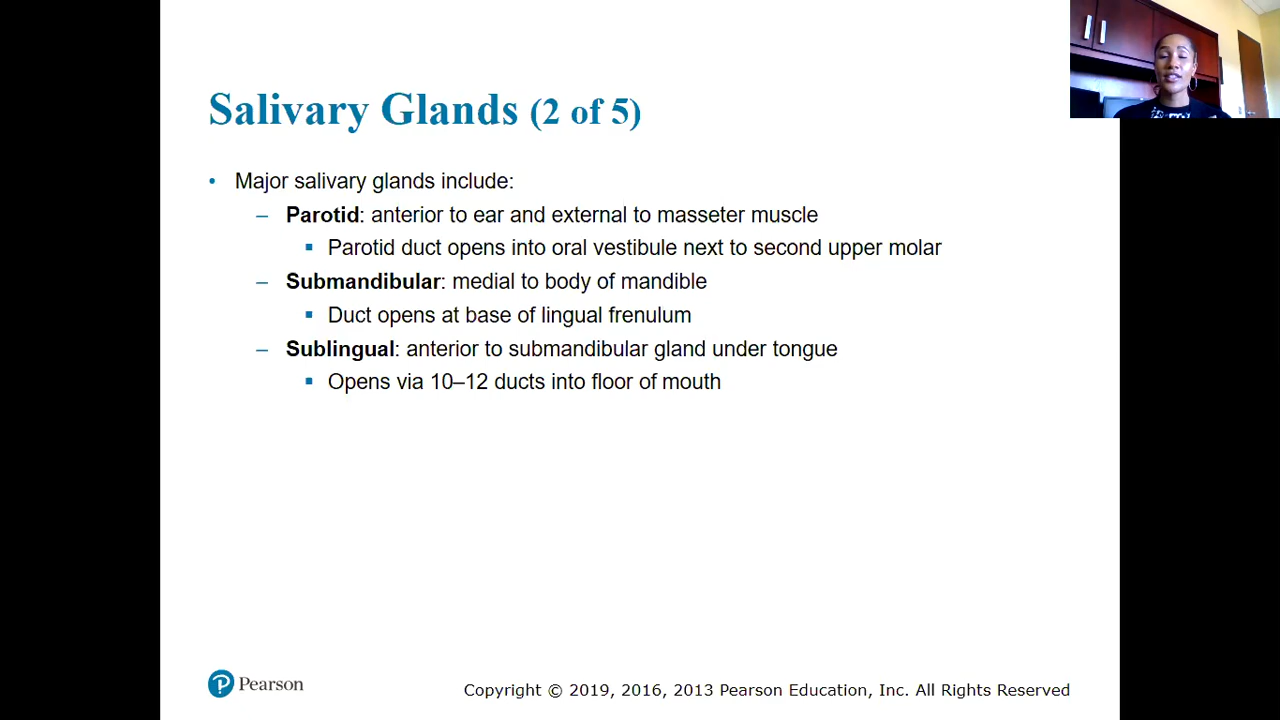 Salivary Glands (2 of 5)
• Major salivary glands include:
– Parotid: anterior to ear and external to masseter muscle
▪ Parotid duct opens into oral vestibule next to second upper molar
– Submandibular: medial to body of mandible
▪ Duct opens at base of lingual frenulum
– Sublingual: anterior to submandibular gland under tongue
▪ Opens via 10–12 ducts into floor of mouth
P Pearson
Copyright © 2019, 2016, 2013 Pearson Education, Inc. All Rights Reserved